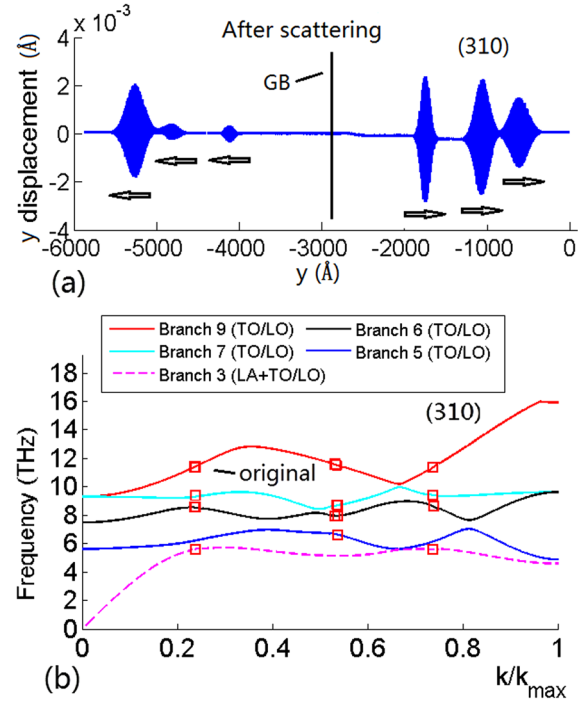 x 10⁻³
After scattering
(310)
GB
y displacement (Å)
4
2
0
-2
-4
-6000 -5000 -4000 -3000 -2000 -1000 0
y (Å)
(a)
Branch 9 (TO/LO) Branch 6 (TO/LO)
Branch 7 (TO/LO) Branch 5 (TO/LO)
Branch 3 (LA+TO/LO)
(310)
original
Frequency (THz)
18
16
14
12
10
8
6
4
2
0
0 0.2 0.4 0.6 0.8 1
k/kmax
(b)